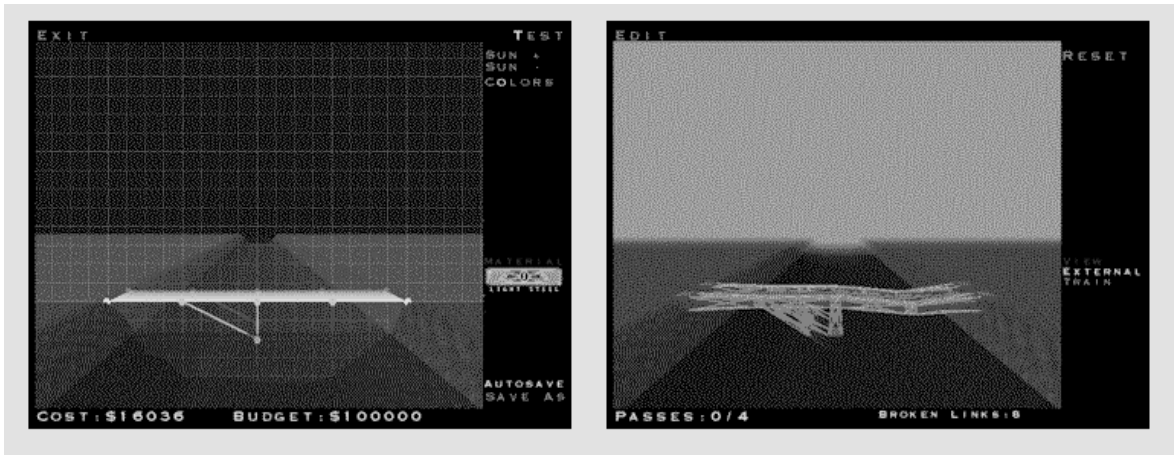 EXIT
TEST
SUN +
SUN -
COLORS
MATERIAL
LIGHT STEEL
AUTOSAVE
SAVE AS
COST:$16036 BUDGET:$100000
EDIT
RESET
VIEW
EXTERNAL
TRAIN
PASSES:0/4 BROKEN LINKS:6